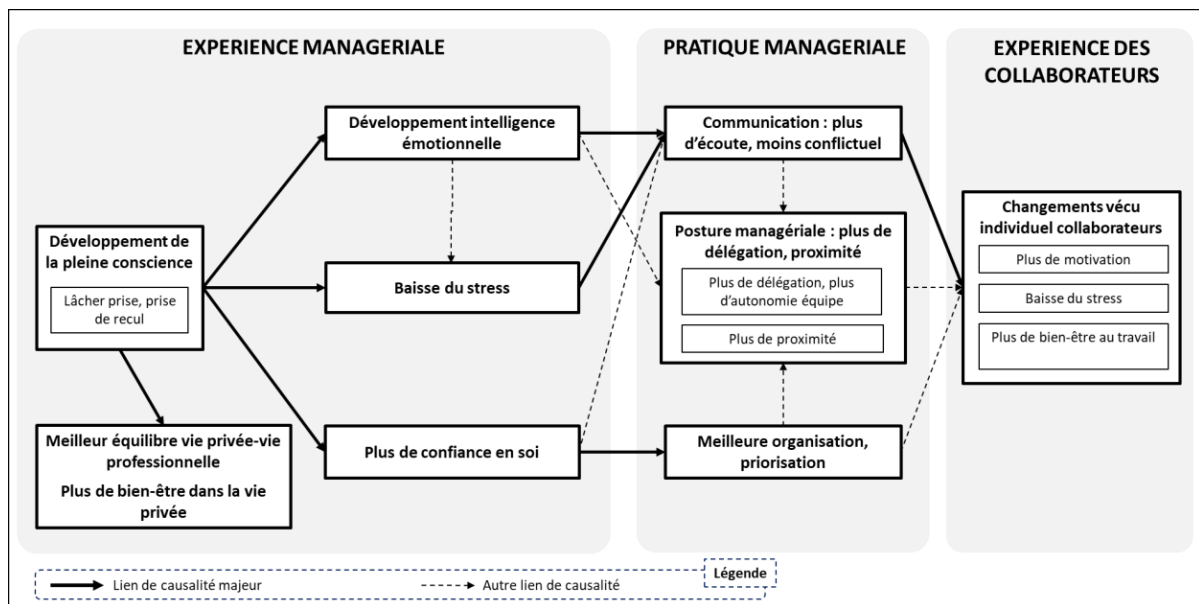 EXPERIENCE MANAGERIALE
PRATIQUE MANAGERIALE
EXPERIENCE DES
COLLABORATEURS
Développement intelligence
émotionnelle
Communication : plus
d’écoute, moins conflictuel
Développement de
la pleine conscience
Lâcher prise, prise
de recul
Baisse du stress
Posture managériale : plus de
délégation, proximité
Plus de délégation, plus
d’autonomie équipe
Plus de proximité
Changements vécu
individuel collaborateurs
Plus de motivation
Baisse du stress
Plus de bien-être au travail
Meilleur équilibre vie privée-vie
professionnelle
Plus de bien-être dans la vie
privée
Plus de confiance en soi
Meilleure organisation,
priorisation
Légende
Lien de causalité majeur
Autre lien de causalité